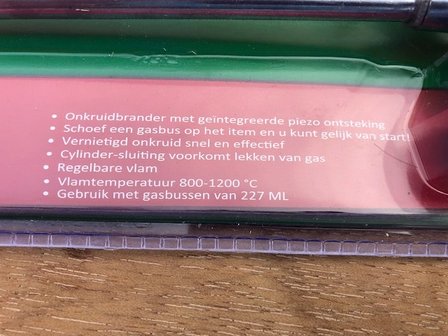 • Onkruidbrander met geïntegreerde piezo ontsteking
• Schoef een gasbus op het item en u kunt gelijk van start!
• Vernietigd onkruid snel en effectief
• Cylinder-sluiting voorkomt lekken van gas
• Regelbare vlam
• Vlamtemperatuur 800-1200 °C
• Gebruik met gasbussen van 227 ML